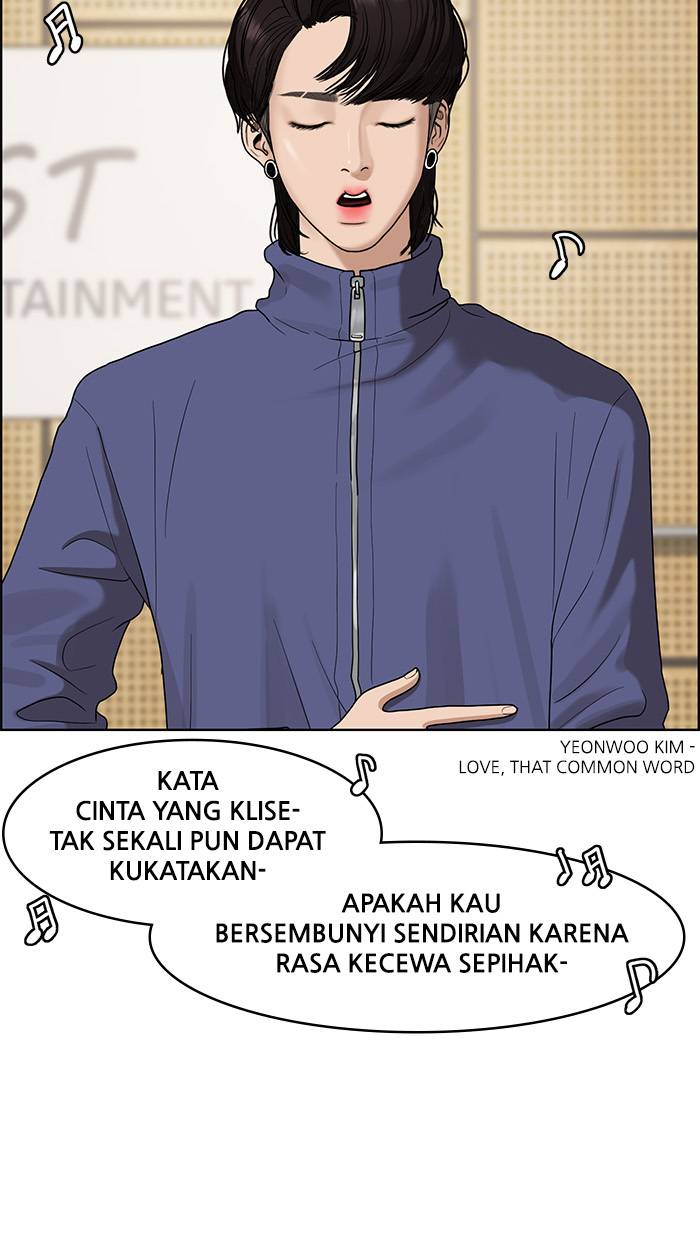 ST
TAINMENT
YEONWOO KIM -
LOVE, THAT COMMON WORD
KATA
CINTA YANG KLISE-
TAK SEKALI PUN DAPAT
KUKATAKAN-
APAKAH KAU
BERSEMBUNYI SENDIRIAN KARENA
RASA KECEWA SEPIHAK-